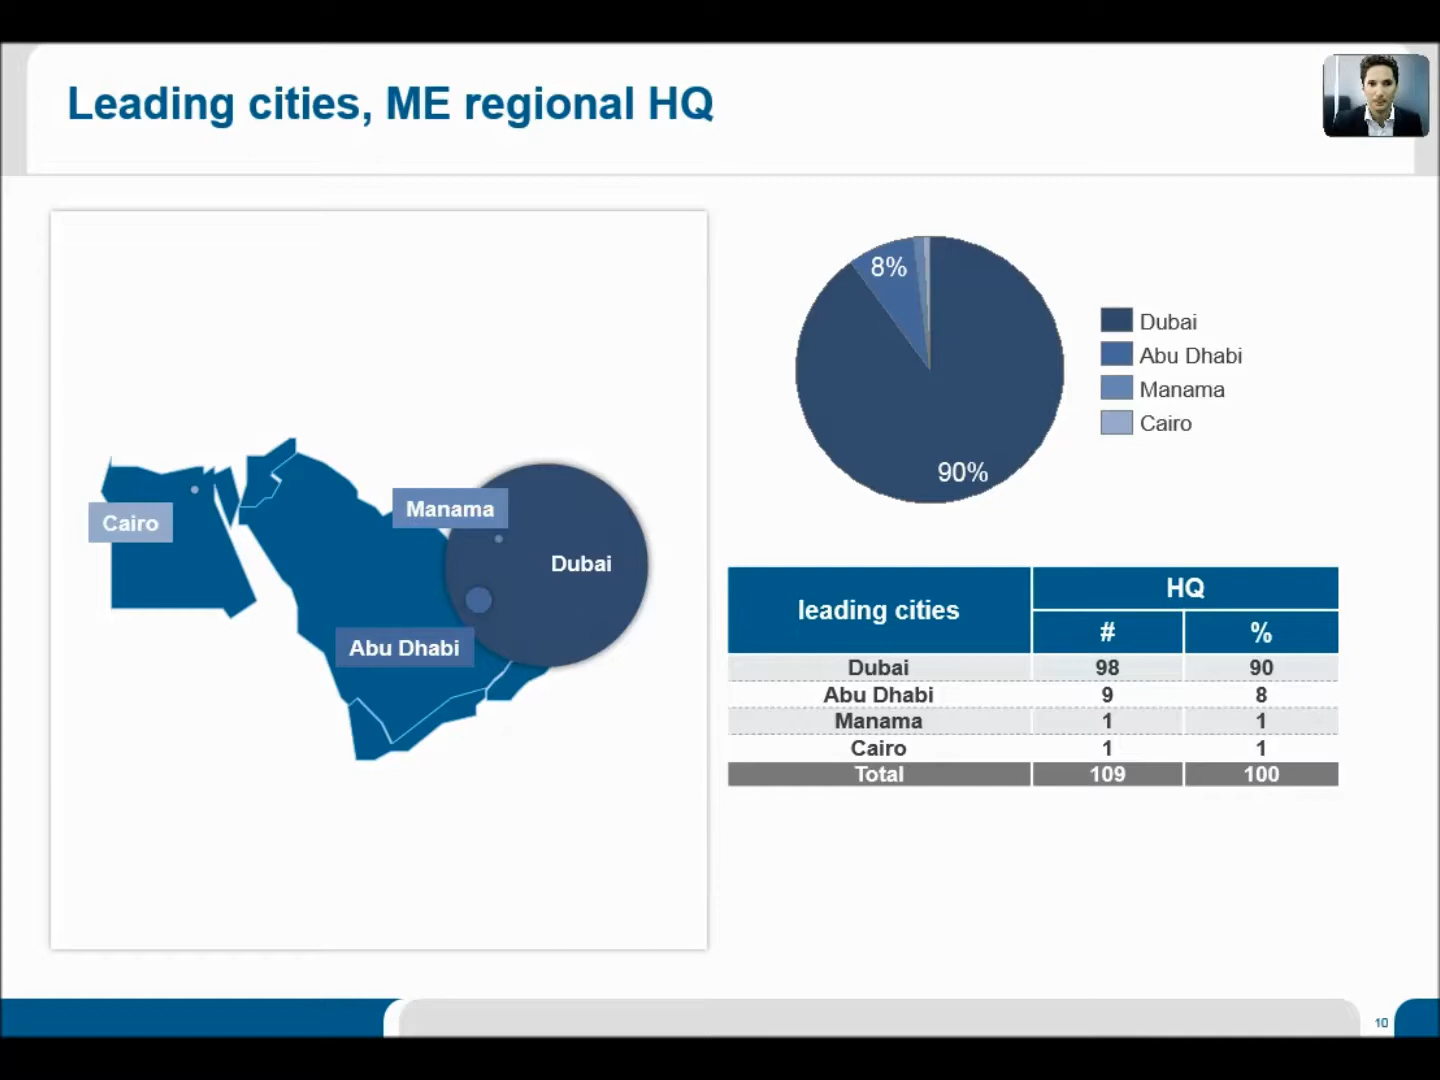 Leading cities, ME regional HQ
Cairo
Manama
Dubai
Abu Dhabi
8%
90%
Dubai
Abu Dhabi
Manama
Cairo
leading cities HQ
# %
Dubai 98 90
Abu Dhabi 9 8
Manama 1 1
Cairo 1 1
Total 109 100
10